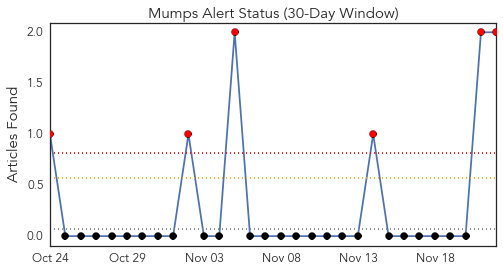 Mumps Alert Status (30-Day Window)
Articles Found
2.0
1.5
1.0
0.5
0.0
Oct 24 Oct 29 Nov 03 Nov 08 Nov 13 Nov 18